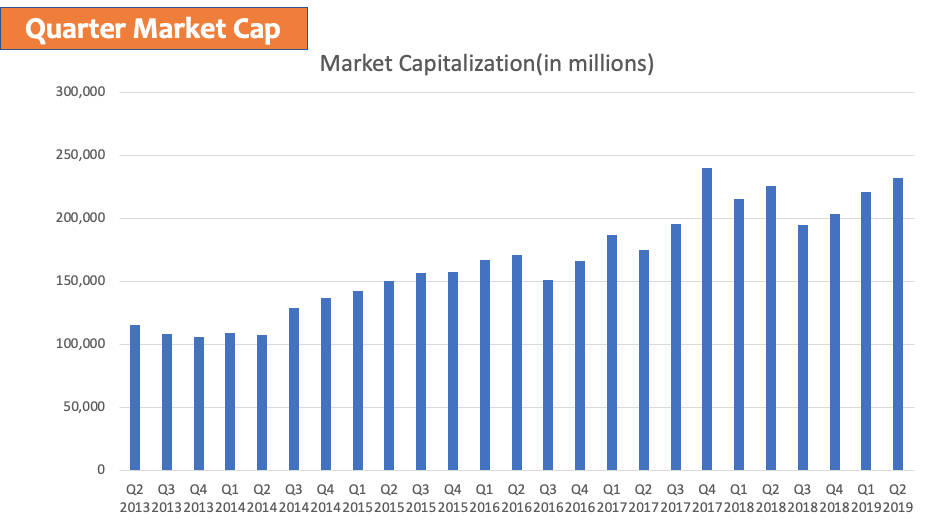 Quarter Market Cap
Market Capitalization(in millions)
300,000
250,000
200,000
150,000
100,000
50,000
0
Q2 Q3 Q4 Q1 Q2 Q3 Q4 Q1 Q2 Q3 Q4 Q1 Q2 Q3 Q4 Q1 Q2 Q3 Q4 Q1 Q2 Q3 Q4 Q1 Q2
2013 2013 2013 2014 2014 2014 2014 2015 2015 2015 2015 2016 2016 2016 2016 2017 2017 2017 2017 2018 2018 2018 2018 2019 2019